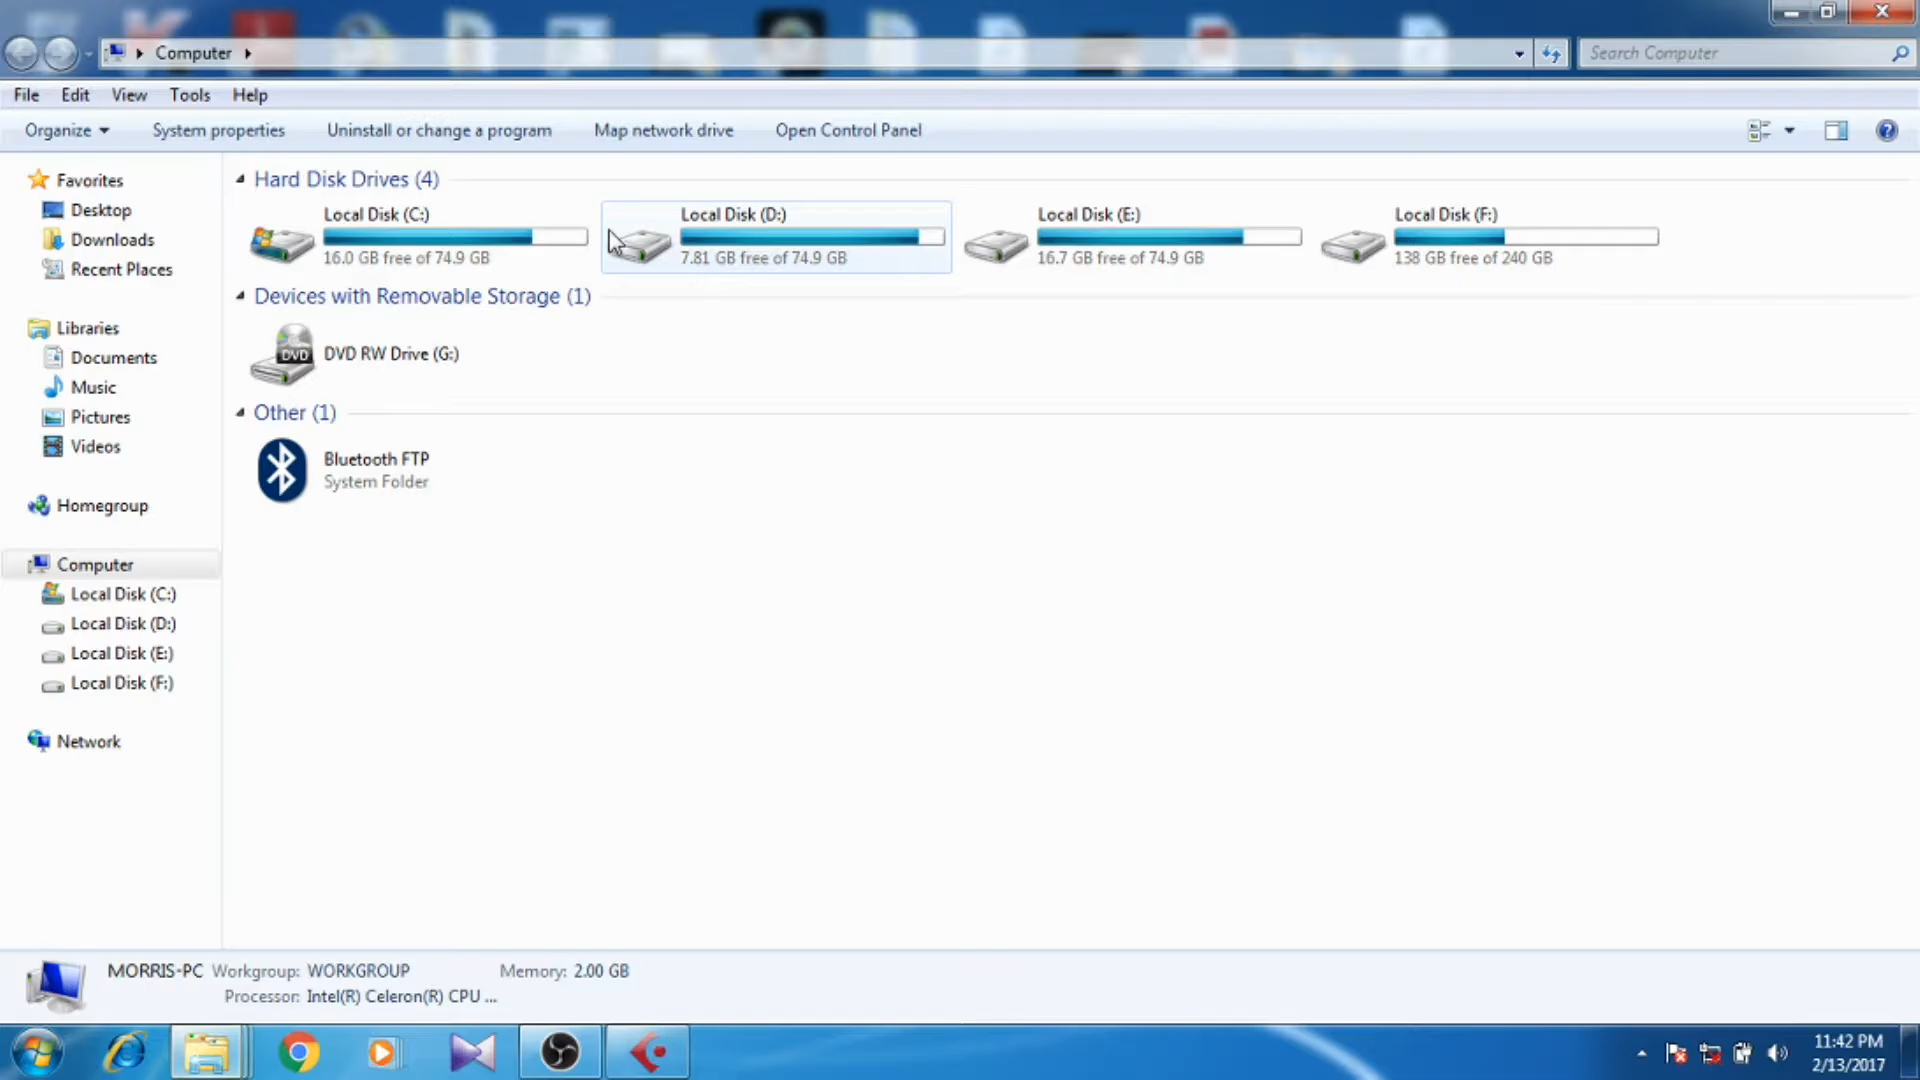 Computer
Search Computer
File Edit View Tools Help
Organize System properties Uninstall or change a program Map network drive Open Control Panel
Favorites
Desktop
Downloads
Recent Places
Libraries
Documents
Music
Pictures
Videos
Homegroup
Computer
Local Disk (C:)
Local Disk (D:)
Local Disk (E:)
Local Disk (F:)
Network
Hard Disk Drives (4)
Local Disk (C:)
16.0 GB free of 74.9 GB
Local Disk (D:)
7.81 GB free of 74.9 GB
Local Disk (E:)
16.7 GB free of 74.9 GB
Local Disk (F:)
138 GB free of 240 GB
Devices with Removable Storage (1)
DVD
DVD RW Drive (G:)
Other (1)
Bluetooth FTP
System Folder
MORRIS-PC Workgroup: WORKGROUP Memory: 2.00 GB
Processor: Intel(R) Celeron(R) CPU ...
11:42 PM
2/13/2017